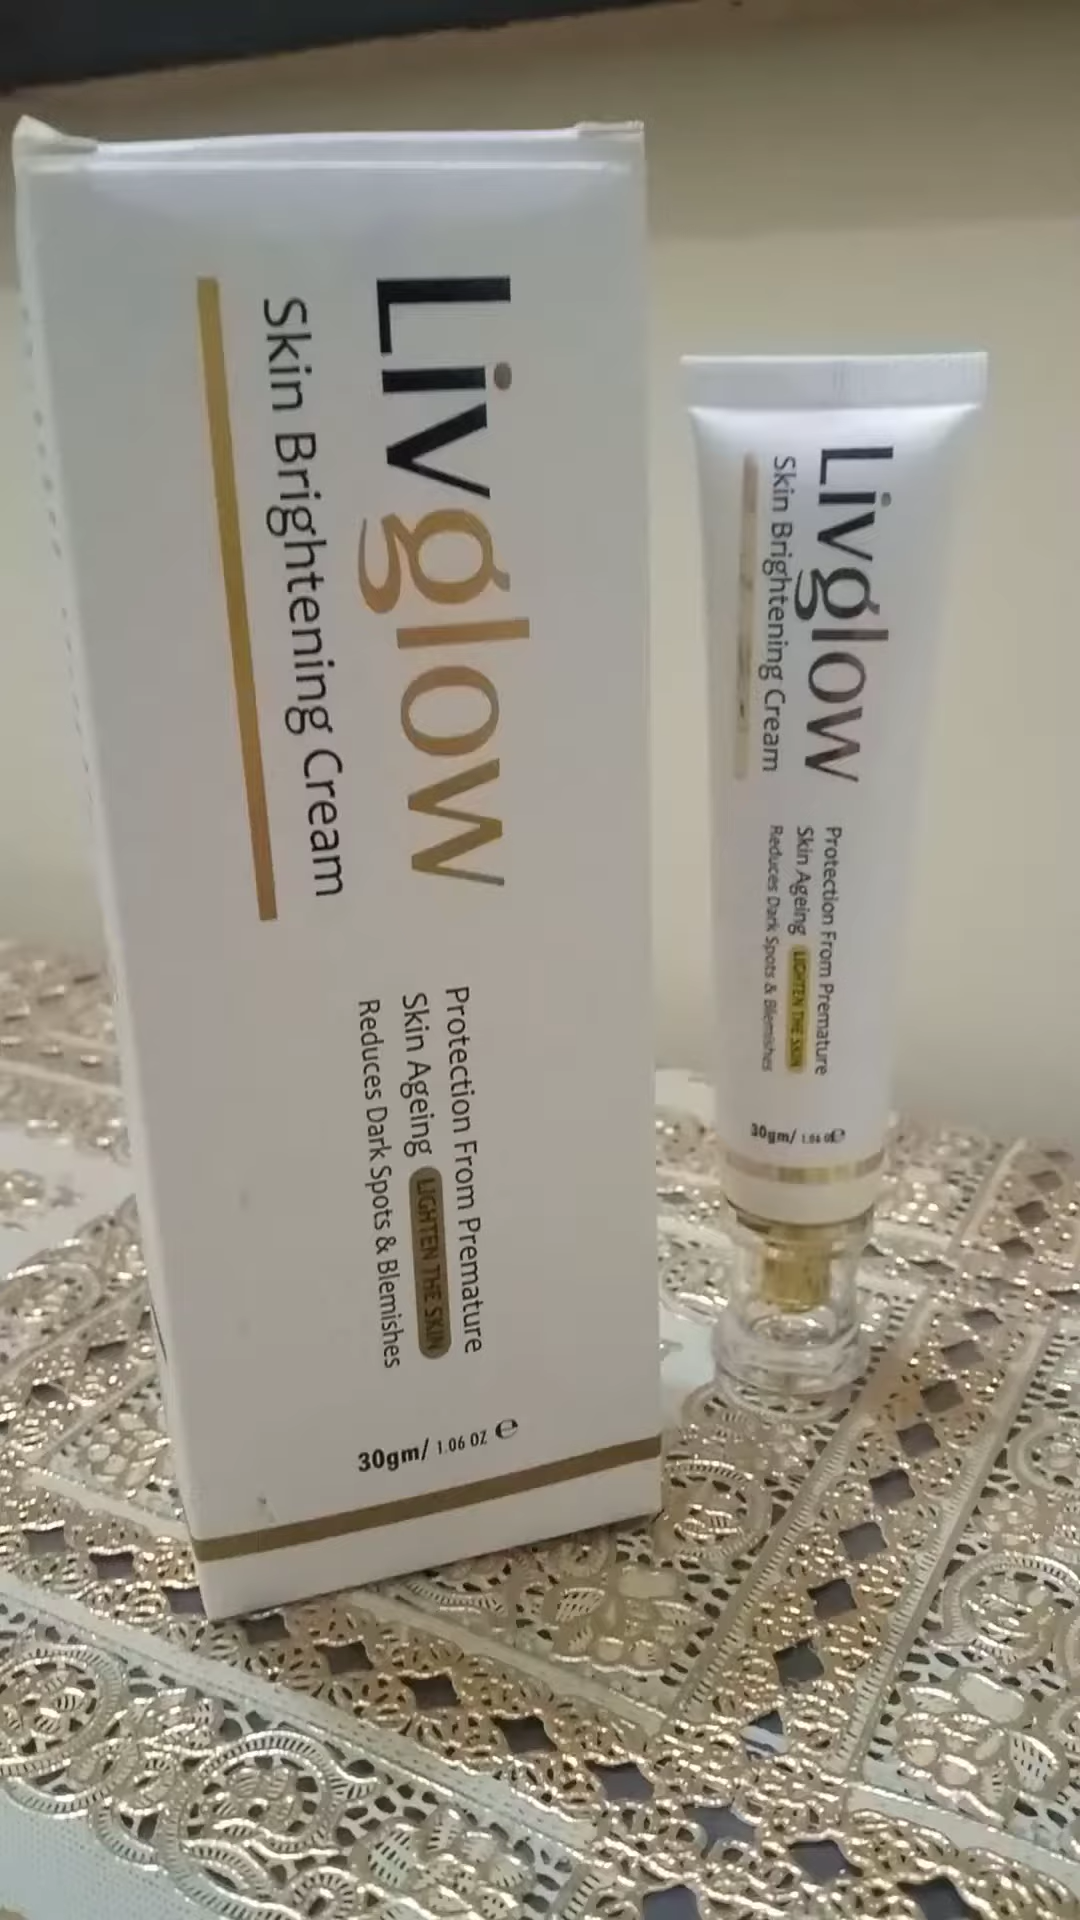 Livglow
Skin Brightening Cream
Protection From Premature
Skin Ageing LIGHTEN THE SKIN
Reduces Dark Spots & Blemishes
30gm/ 1.06 OZ ℮
Livglow
Skin Brightening Cream
Protection From Premature
Skin Ageing LIGHTEN THE SKIN
Reduces Dark Spots & Blemishes
30gm/ 1.06 OZ ℮